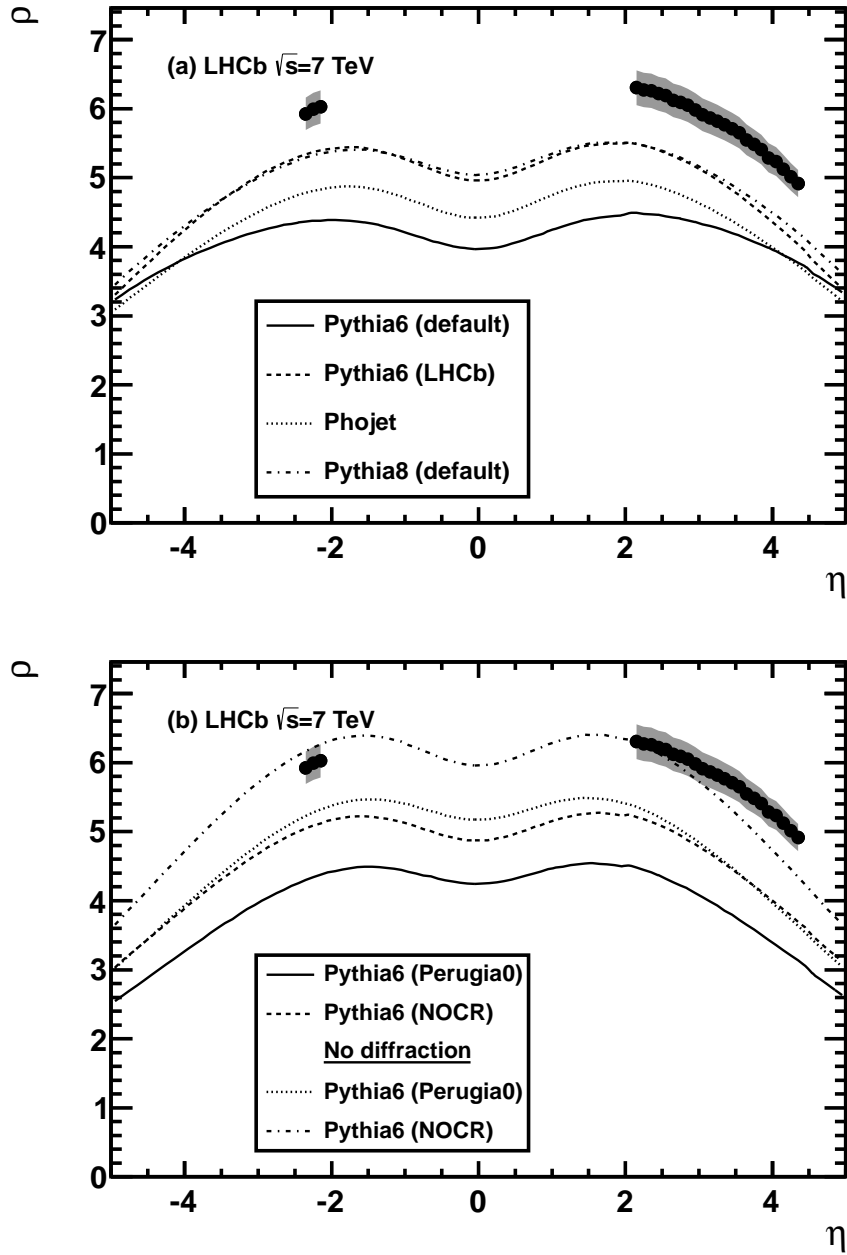 ρ
7
(a) LHCb √s=7 TeV
6
5
4
3
Pythia6 (default)
2
Pythia6 (LHCb)
Phojet
1
Pythia8 (default)
0
-4 -2 0 2 4
η
ρ
7
(b) LHCb √s=7 TeV
6
5
4
3
Pythia6 (Perugia0)
Pythia6 (NOCR)
2
No diffraction
Pythia6 (Perugia0)
1
Pythia6 (NOCR)
0
-4 -2 0 2 4
η